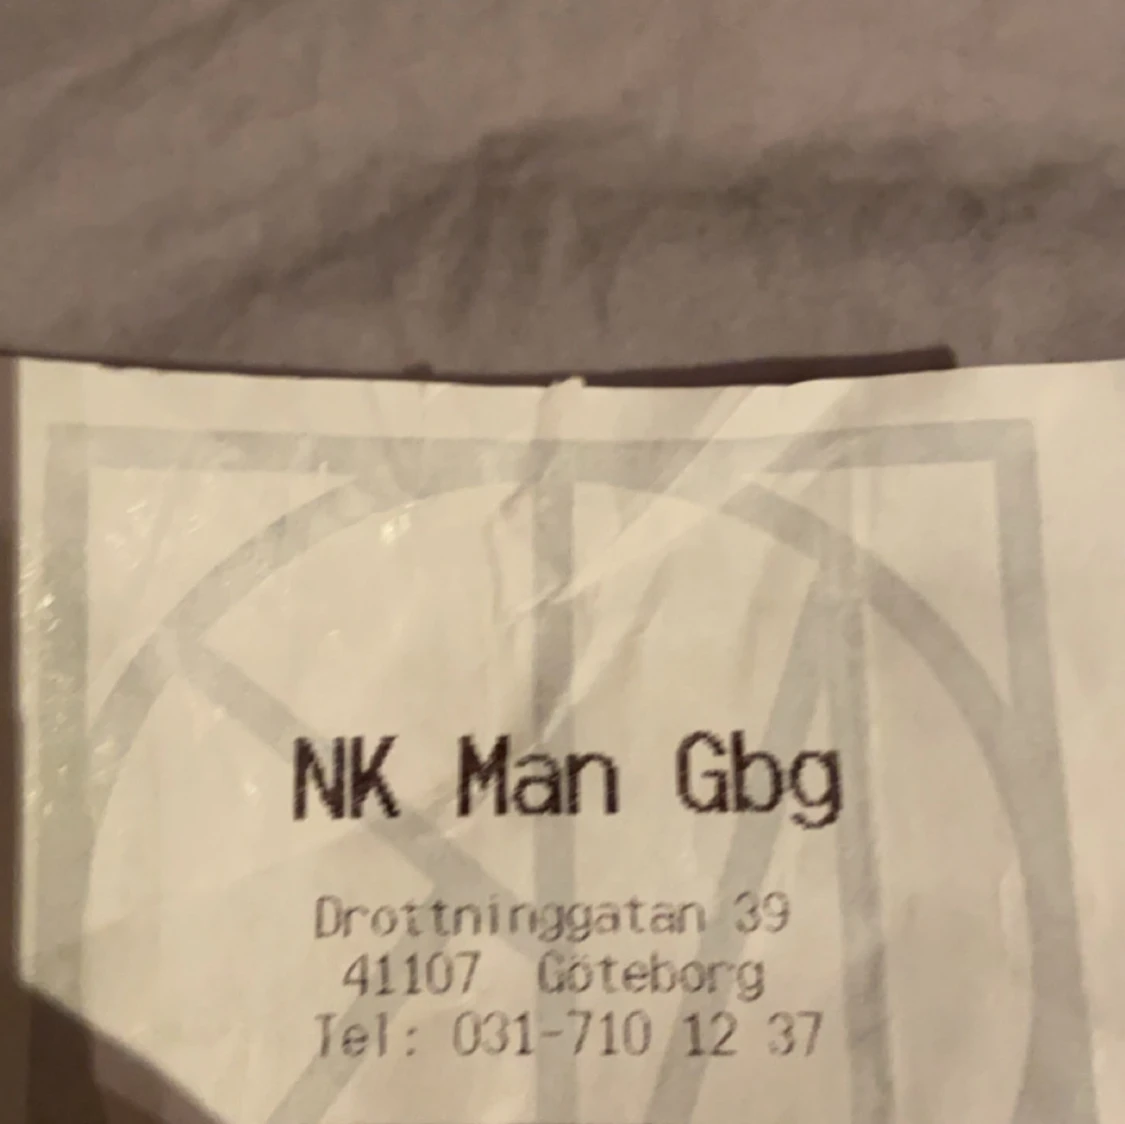 NK Man Gbg
Drottninggatan 39
41107 Göteborg
Tel: 031-710 12 37